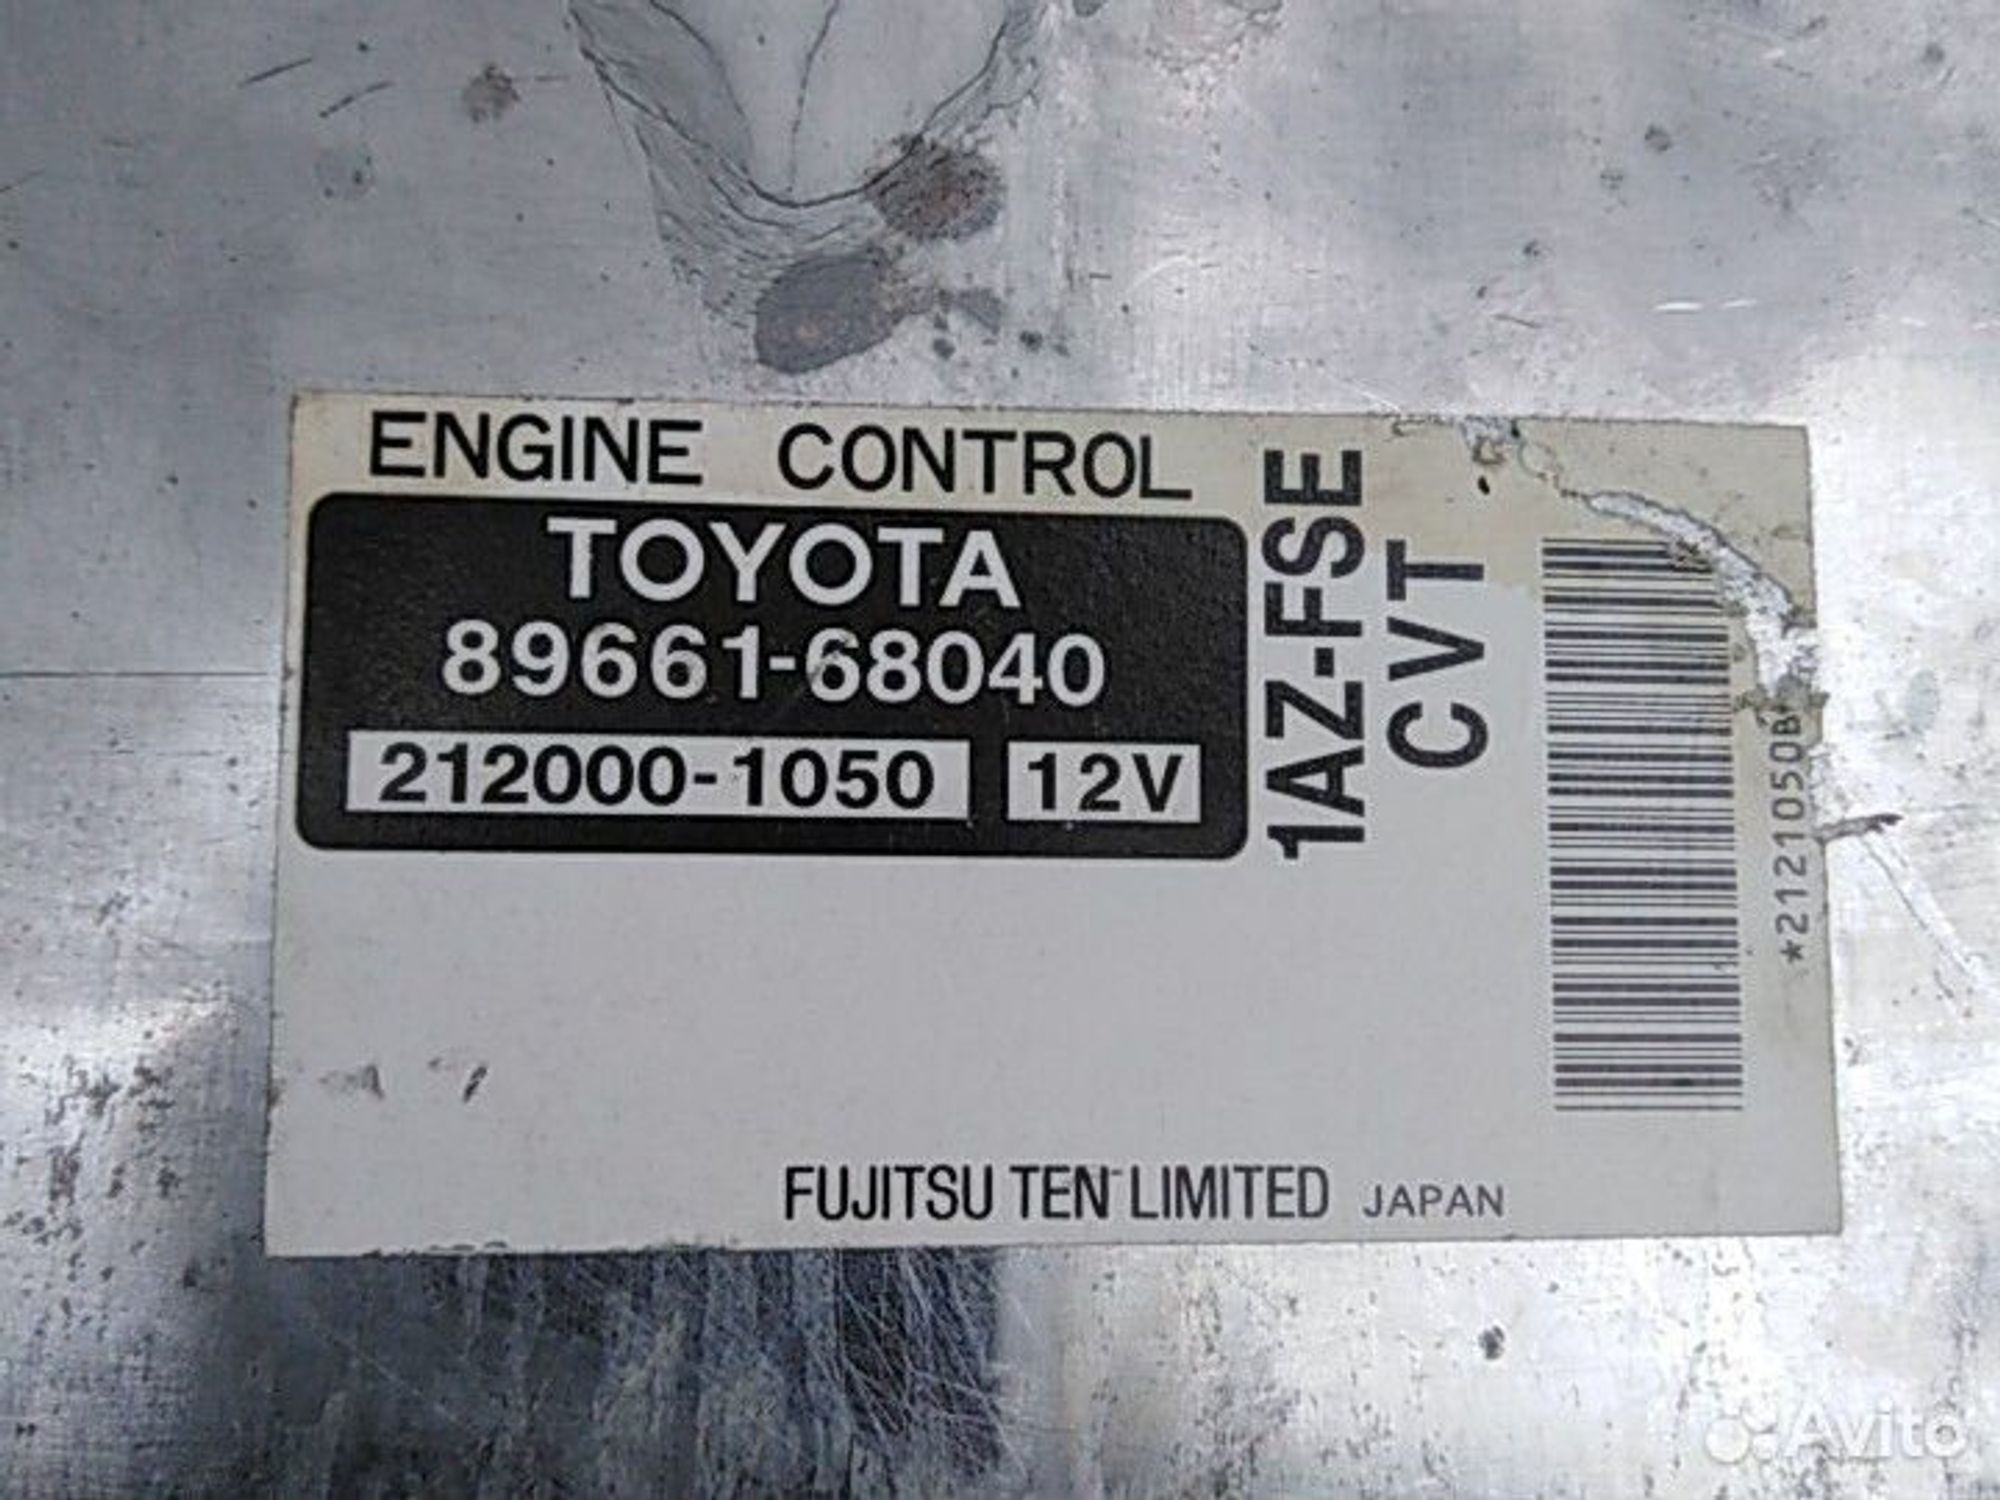 ENGINE CONTROL
TOYOTA
89661-68040
212000-1050 12V
1AZ-FSE
CVT
*2121050B*
FUJITSU TEN LIMITED JAPAN
Avito